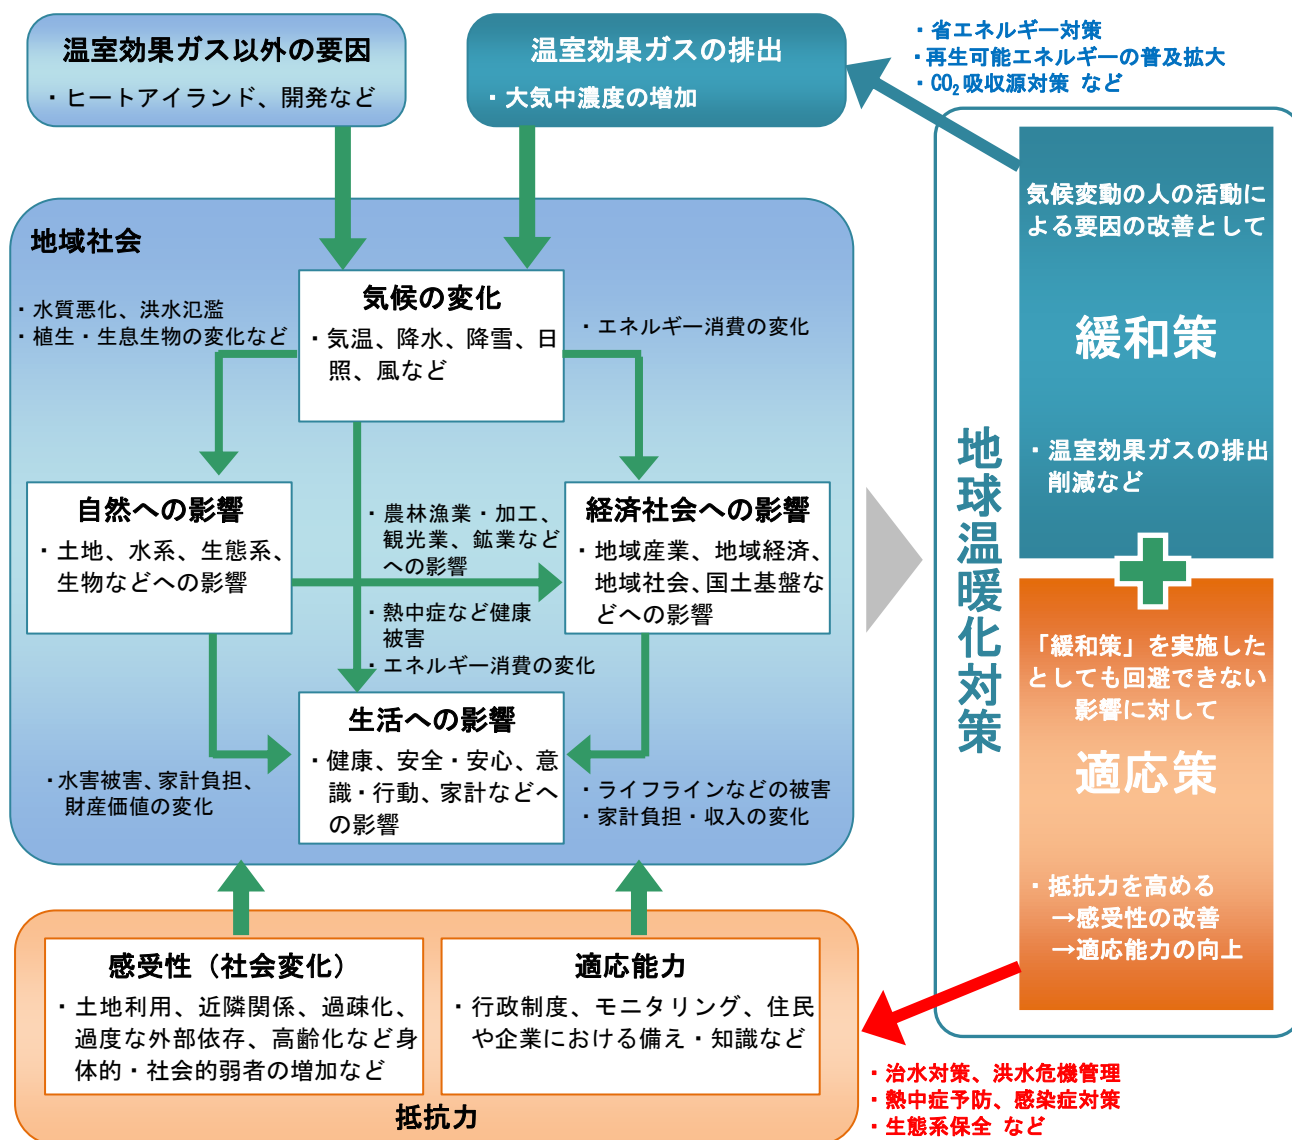 温室効果ガス以外の要因
・ヒートアイランド、開発など
温室効果ガスの排出
・大気中濃度の増加
・省エネルギー対策
・再生可能エネルギーの普及拡大
・CO₂吸収源対策 など
地域社会
・水質悪化、洪水氾濫
・植生・生息生物の変化など
気候の変化
・気温、降水、降雪、日
照、風など
・エネルギー消費の変化
自然への影響
・土地、水系、生態系、
生物などへの影響
・農林漁業・加工、
観光業、鉱業など
への影響
経済社会への影響
・地域産業、地域経済、
地域社会、国土基盤な
どへの影響
・熱中症など健康
被害
・エネルギー消費の変化
生活への影響
・健康、安全・安心、意
識・行動、家計などへ
の影響
・水害被害、家計負担、
財産価値の変化
・ライフラインなどの被害
・家計負担・収入の変化
感受性（社会変化）
・土地利用、近隣関係、過疎化、
過度な外部依存、高齢化など身
体的・社会的弱者の増加など
適応能力
・行政制度、モニタリング、住民
や企業における備え・知識など
抵抗力
地球温暖化対策
気候変動の人の活動に
よる要因の改善として
緩和策
・温室効果ガスの排出
削減など
「緩和策」を実施した
としても回避できない
影響に対して
適応策
・抵抗力を高める
→感受性の改善
→適応能力の向上
・治水対策、洪水危機管理
・熱中症予防、感染症対策
・生態系保全 など